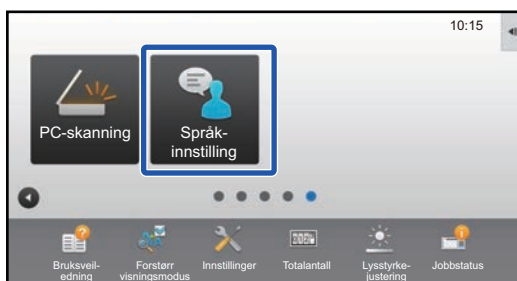 10:15
PC-skanning
Språk-
innstilling
Bruksveil-
edning
Forstørr
visningsmodus
Innstillinger
Totalantall
Lysstyrke-
justering
Jobbstatus